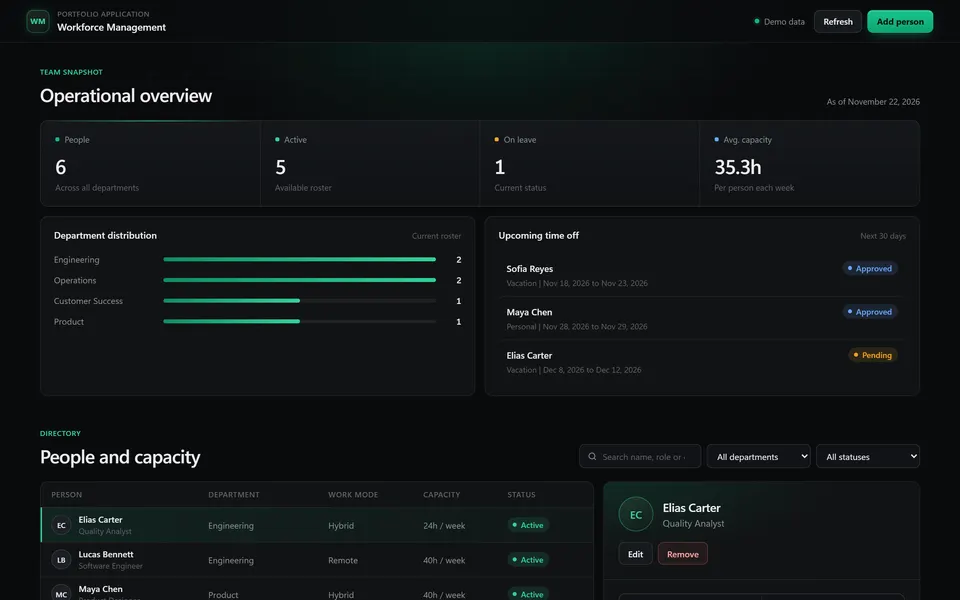 WM
PORTFOLIO APPLICATION
Workforce Management
Demo data
Refresh
Add person
TEAM SNAPSHOT
Operational overview
As of November 22, 2026
People
6
Across all departments
Active
5
Available roster
On leave
1
Current status
Avg. capacity
35.3h
Per person each week
Department distribution
Current roster
Engineering 2
Operations 2
Customer Success 1
Product 1
Upcoming time off
Next 30 days
Sofia Reyes
Approved
Vacation | Nov 18, 2026 to Nov 23, 2026
Maya Chen
Approved
Personal | Nov 28, 2026 to Nov 29, 2026
Elias Carter
Pending
Vacation | Dec 8, 2026 to Dec 12, 2026
DIRECTORY
People and capacity
Search name, role or
All departments
All statuses
PERSON DEPARTMENT WORK MODE CAPACITY STATUS
EC
Elias Carter
Quality Analyst
Engineering Hybrid 24h / week Active
LB
Lucas Bennett
Software Engineer
Engineering Remote 40h / week Active
MC
Maya Chen
Product Hybrid 40h / week Active
EC
Elias Carter
Quality Analyst
Edit
Remove